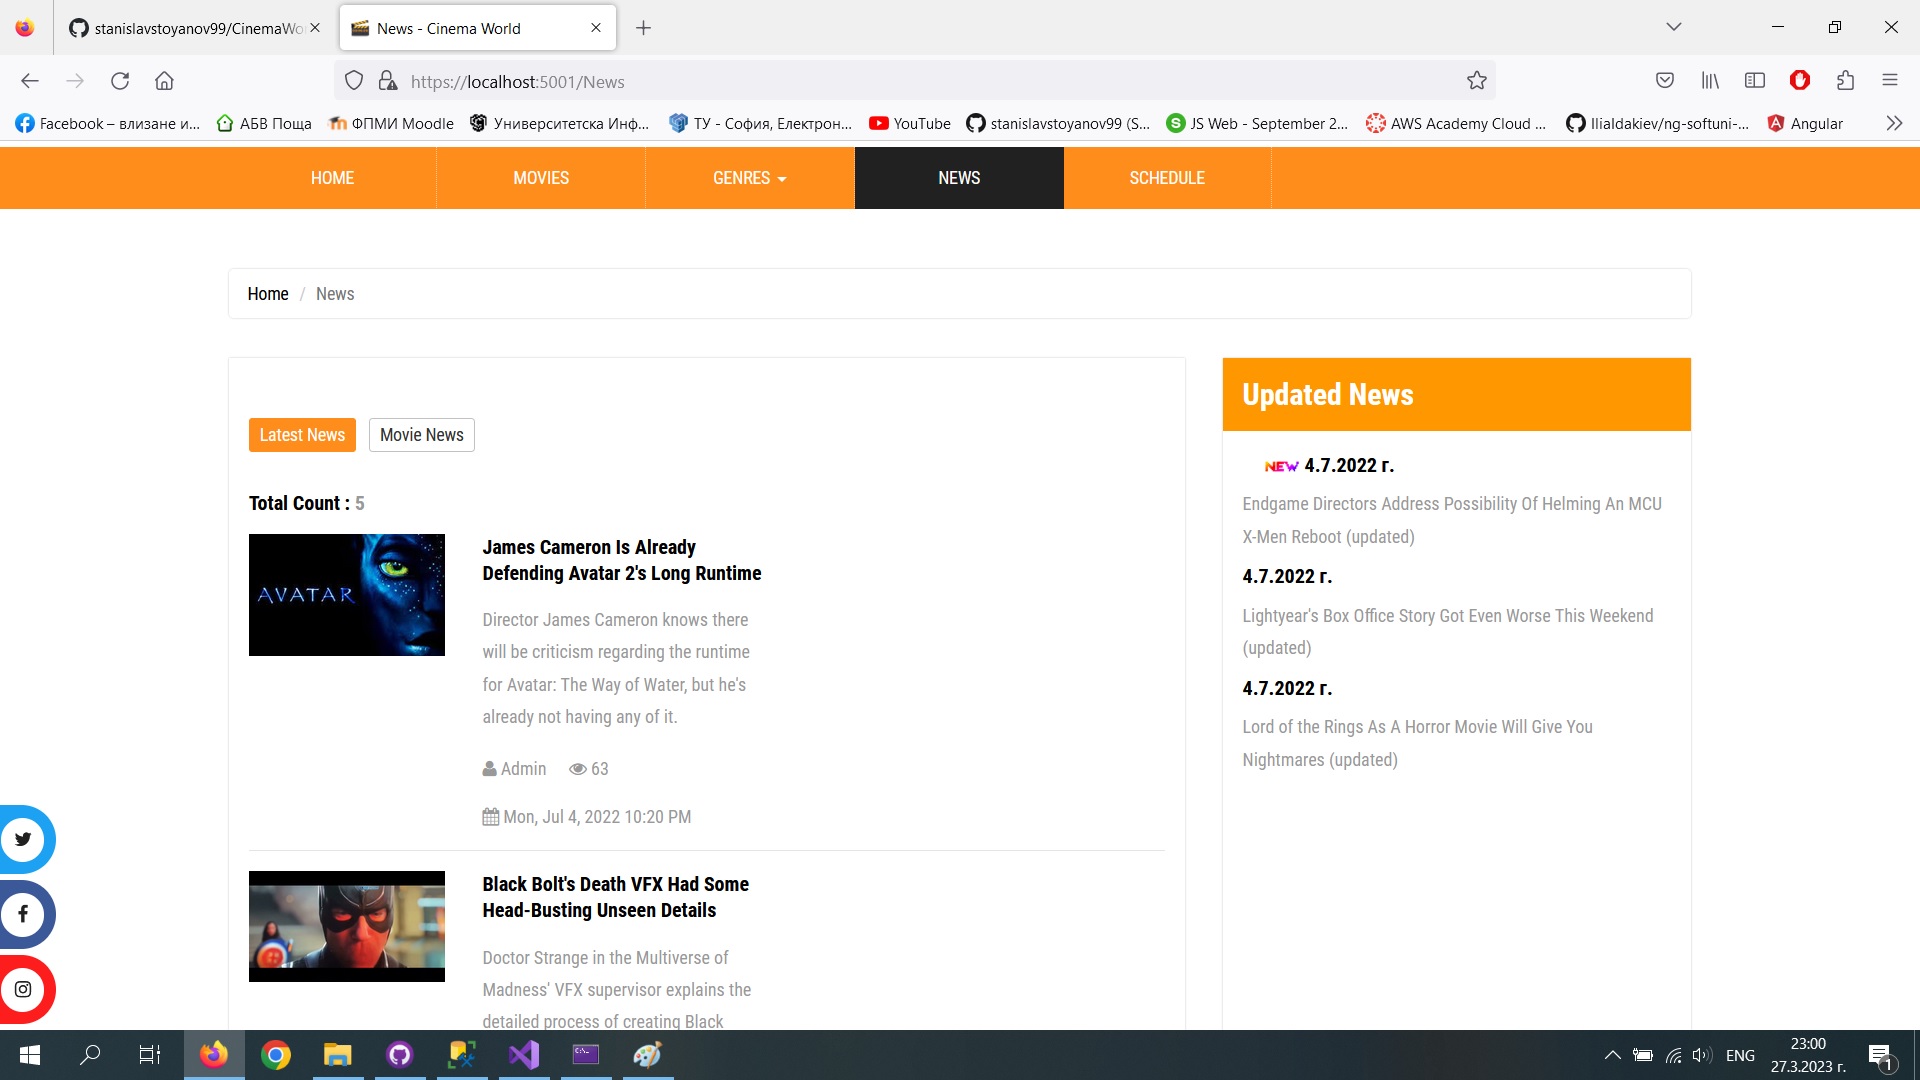 stanislavstoyanov99/CinemaWo
News - Cinema World
https://localhost:5001/News
Facebook – влизане и...
АБВ Поща
ФПМИ Moodle
Университетска Инф...
ТУ - София, Електрон...
YouTube
stanislavstoyanov99 (S...
JS Web - September 2...
AWS Academy Cloud ...
IliaIdakiev/ng-softuni-...
Angular
HOME
MOVIES
GENRES
NEWS
SCHEDULE
Home / News
Latest News
Movie News
Total Count : 5
AVATAR
James Cameron Is Already
Defending Avatar 2's Long Runtime
Director James Cameron knows there
will be criticism regarding the runtime
for Avatar: The Way of Water, but he's
already not having any of it.
Admin 63
Mon, Jul 4, 2022 10:20 PM
Black Bolt's Death VFX Had Some
Head-Busting Unseen Details
Doctor Strange in the Multiverse of
Madness' VFX supervisor explains the
detailed process of creating Black
Updated News
NEW 4.7.2022 г.
Endgame Directors Address Possibility Of Helming An MCU
X-Men Reboot (updated)
4.7.2022 г.
Lightyear's Box Office Story Got Even Worse This Weekend
(updated)
4.7.2022 г.
Lord of the Rings As A Horror Movie Will Give You
Nightmares (updated)
ENG
23:00
27.3.2023 г.
1